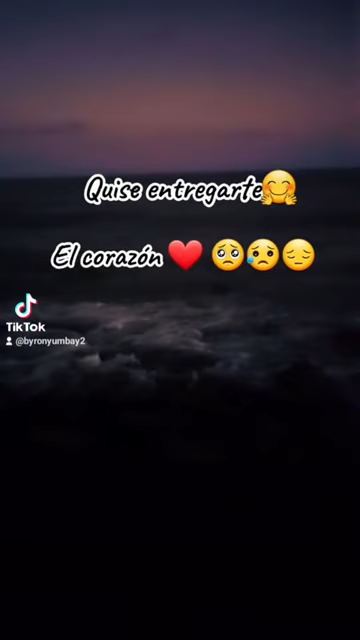 Quise entregarte🤗
El corazón ❤️ 🥺😢😔
TikTok
@byronyumbay2